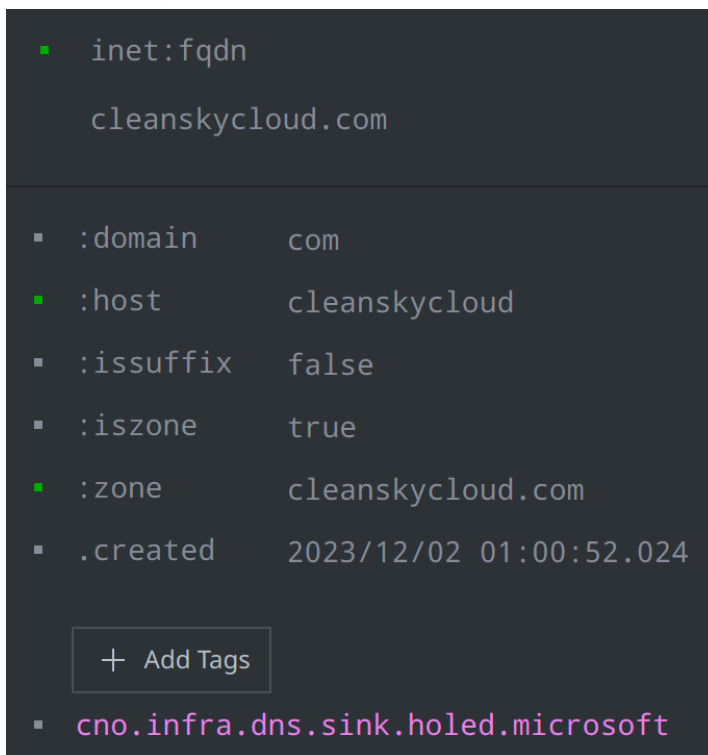 inet:fqdn
cleanskycloud.com
:domain com
:host cleanskycloud
:issuffix false
:iszone true
:zone cleanskycloud.com
.created 2023/12/02 01:00:52.024
+ Add Tags
cno.infra.dns.sink.holed.microsoft